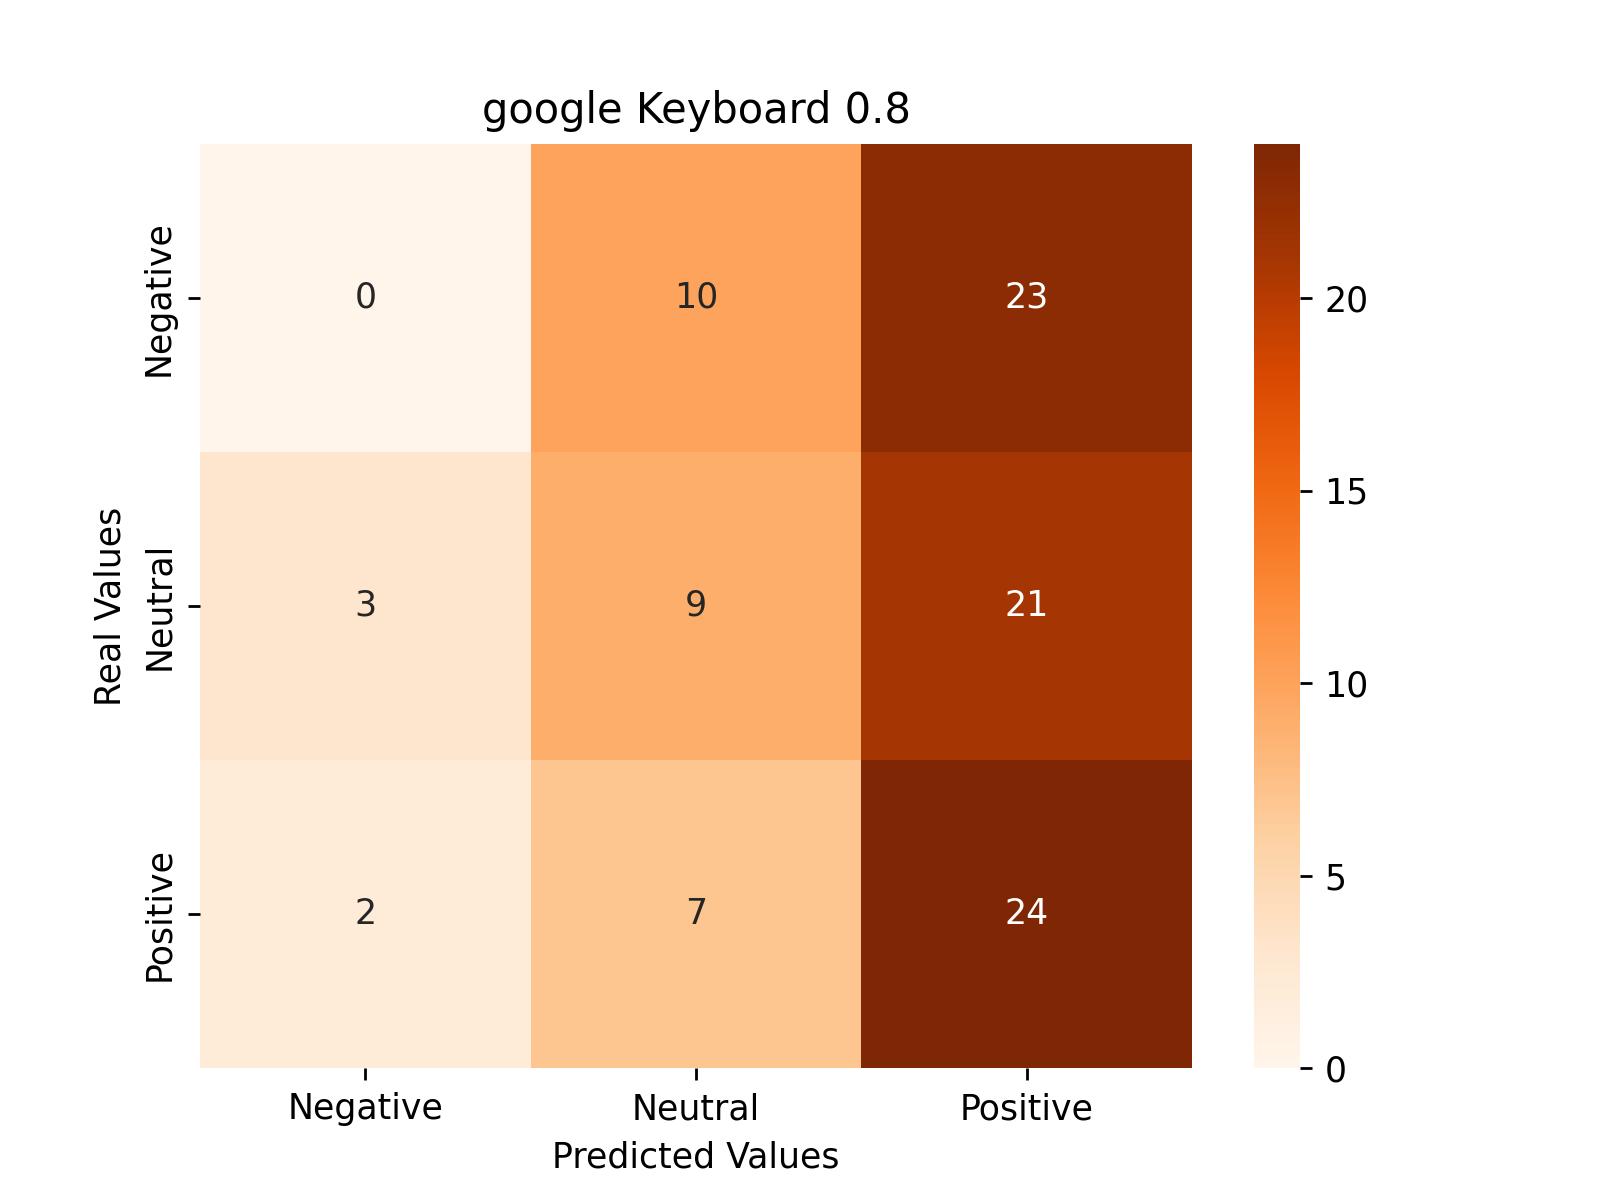 google Keyboard 0.8
Real Values
Negative
0 10 23
Neutral
3 9 21
Positive
2 7 24
Negative Neutral Positive
Predicted Values
20
15
10
5
0